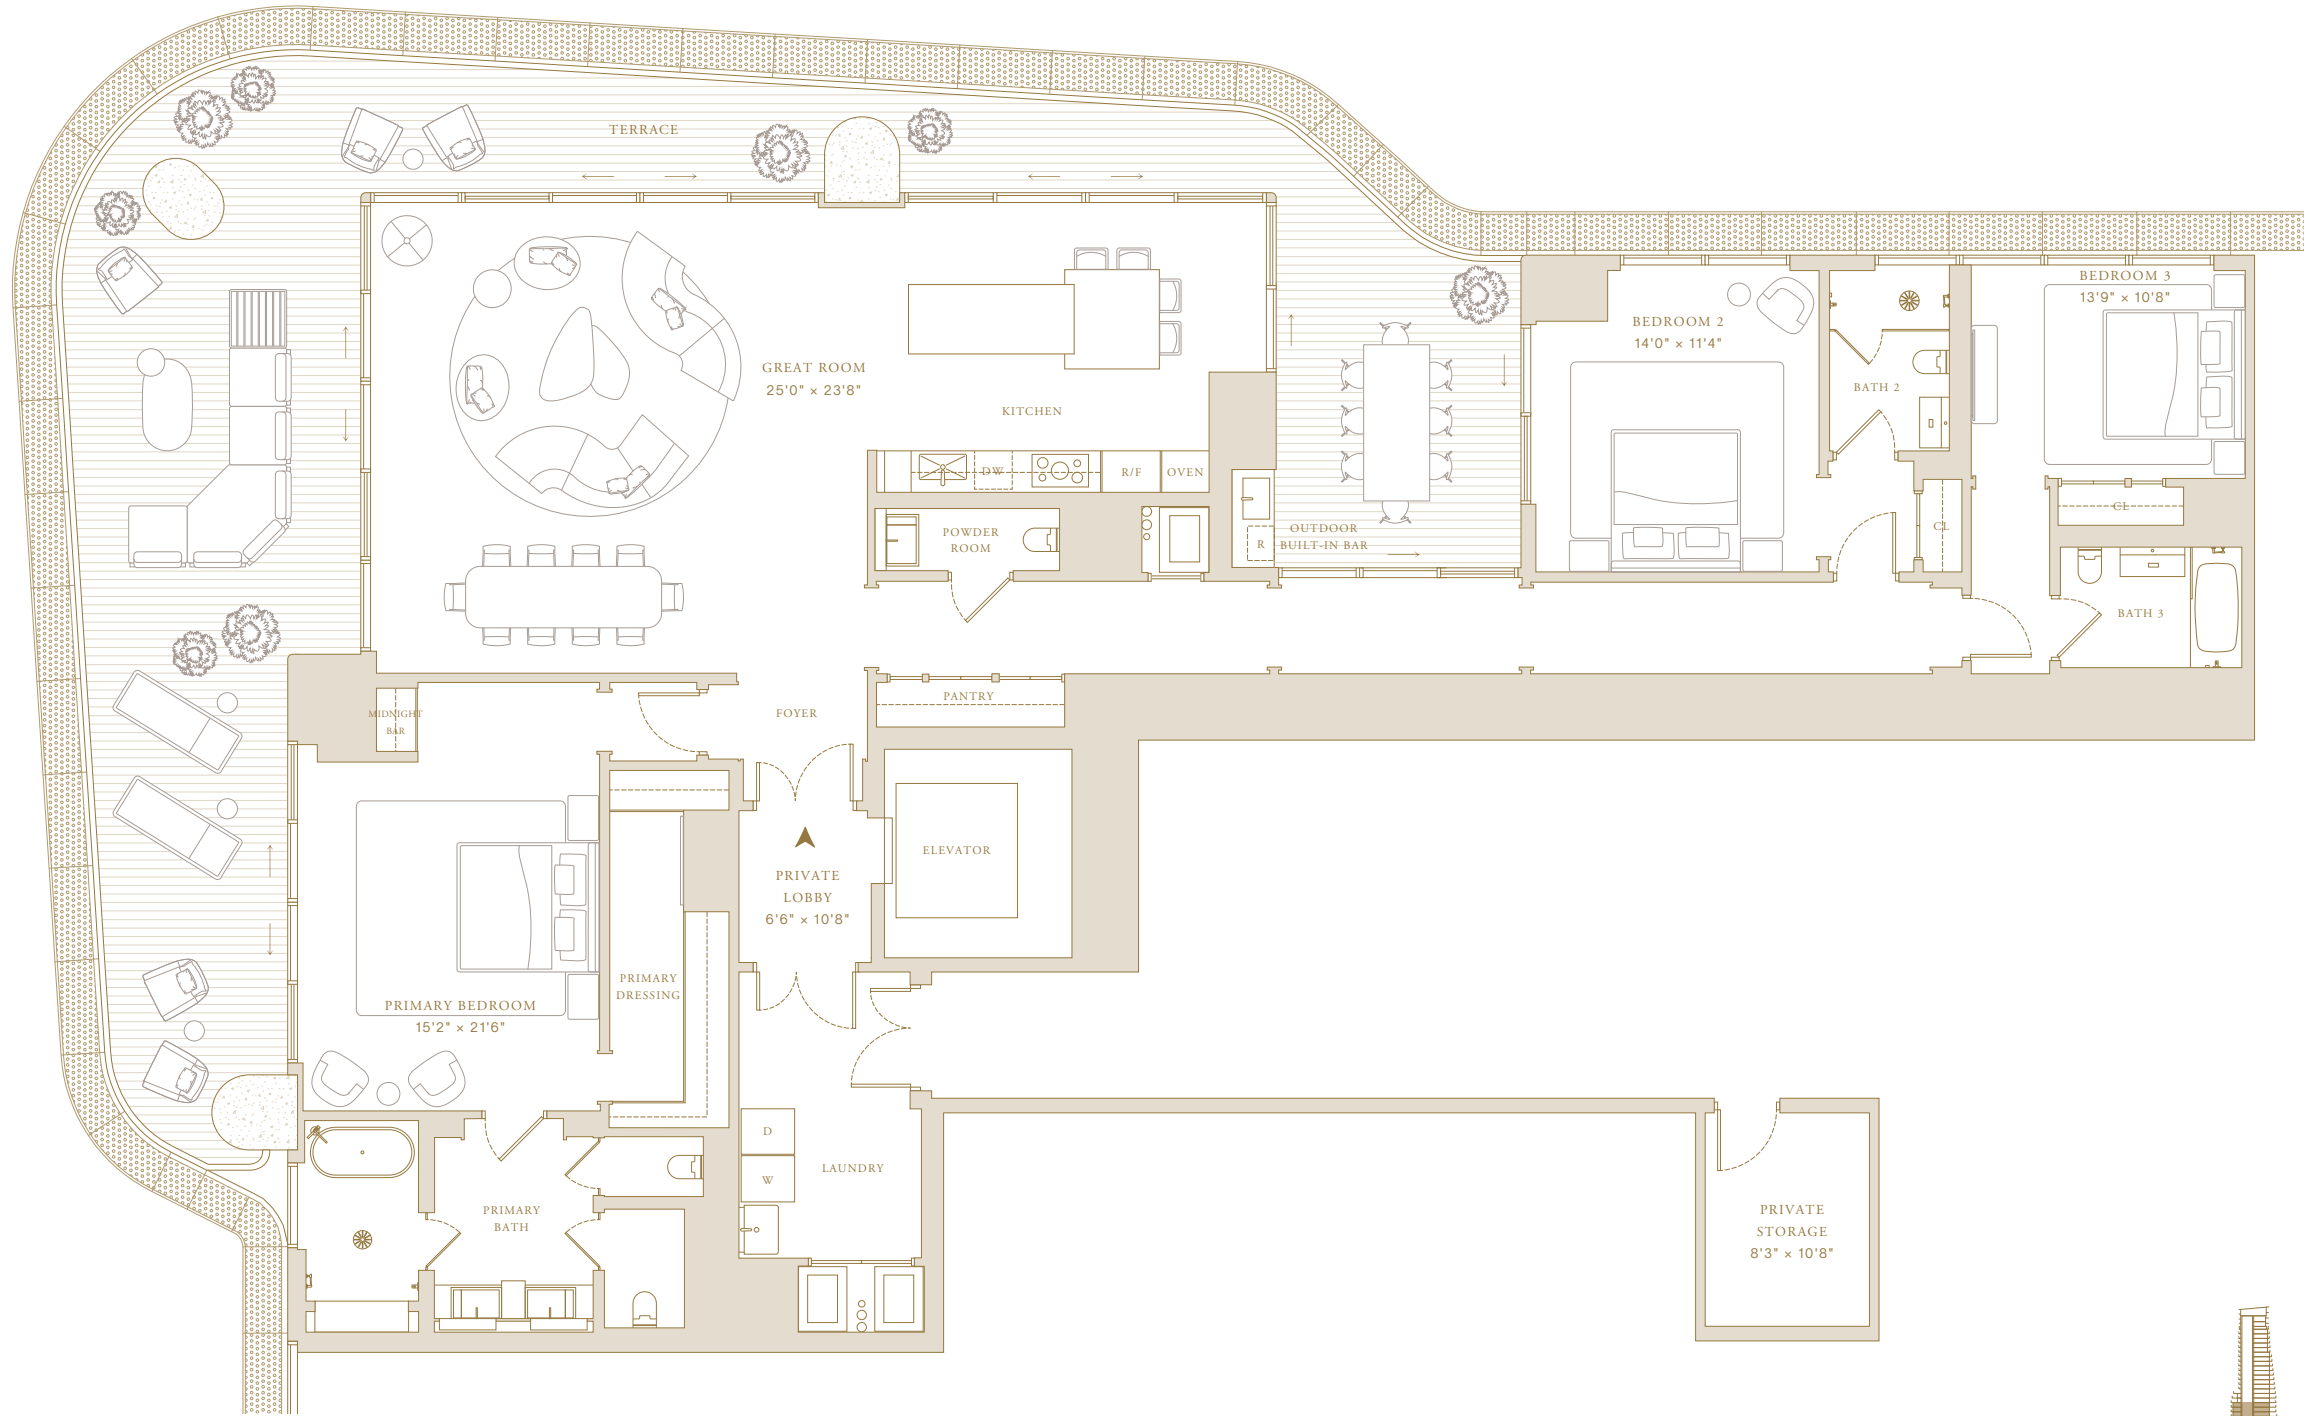 TERRACE
BEDROOM 3
13'9" × 10'8"
BEDROOM 2
14'0" × 11'4"
GREAT ROOM
25'0" × 23'8"
BATH 2
KITCHEN
DW
R/F
OVEN
CL
CL
POWDER
ROOM
OUTDOOR
BUILT-IN BAR
R
BATH 3
PANTRY
MIDNIGHT
BAR
FOYER
ELEVATOR
PRIVATE
LOBBY
6'6" × 10'8"
PRIMARY
DRESSING
PRIMARY BEDROOM
15'2" × 21'6"
D
W
LAUNDRY
PRIMARY
BATH
PRIVATE
STORAGE
8'3" × 10'8"